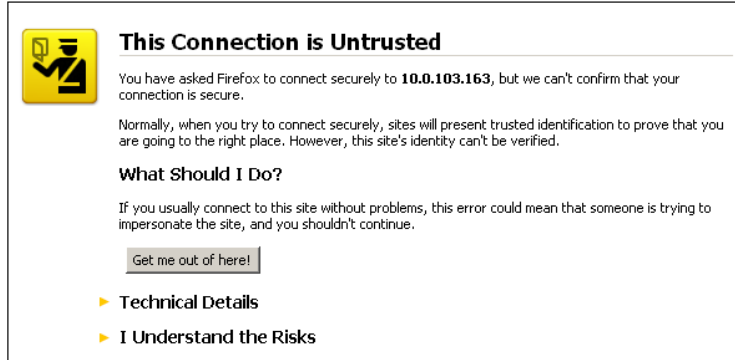 This Connection is Untrusted
You have asked Firefox to connect securely to 10.0.103.163, but we can't confirm that your
connection is secure.
Normally, when you try to connect securely, sites will present trusted identification to prove that you
are going to the right place. However, this site's identity can't be verified.
What Should I Do?
If you usually connect to this site without problems, this error could mean that someone is trying to
impersonate the site, and you shouldn't continue.
Get me out of here!
Technical Details
I Understand the Risks